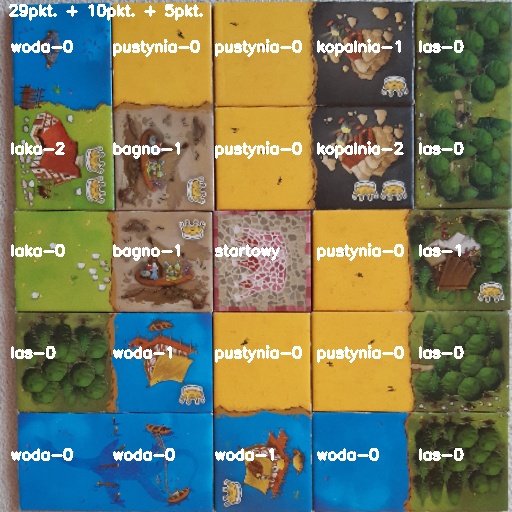 29pkt. + 10pkt. + 5pkt.
woda-0 pustynia-0 pustynia-0 kopalnia-1 las-0
laka-2 bagno-1 pustynia-0 kopalnia-2 las-0
laka-0 bagno-1 startowy pustynia-0 las-1
las-0 woda-1 pustynia-0 pustynia-0 las-0
woda-0 woda-0 woda-1 woda-0 las-0